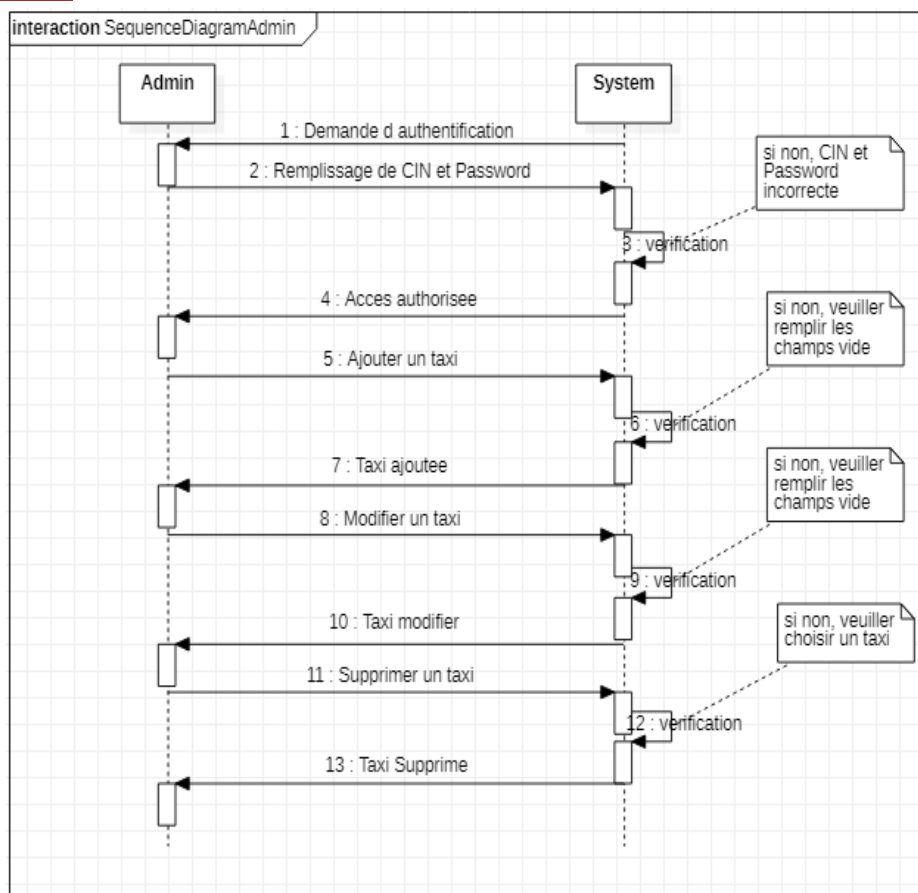 interaction SequenceDiagramAdmin
Admin
System
1 : Demande d authentification
si non, CIN et
Password
incorrecte
2 : Remplissage de CIN et Password
3 : verification
4 : Acces authorisee
si non, veuiller
remplir les
champs vide
5 : Ajouter un taxi
6 : verification
7 : Taxi ajoutee
si non, veuiller
remplir les
champs vide
8 : Modifier un taxi
9 : verification
10 : Taxi modifier
si non, veuiller
choisir un taxi
11 : Supprimer un taxi
12 : verification
13 : Taxi Supprime